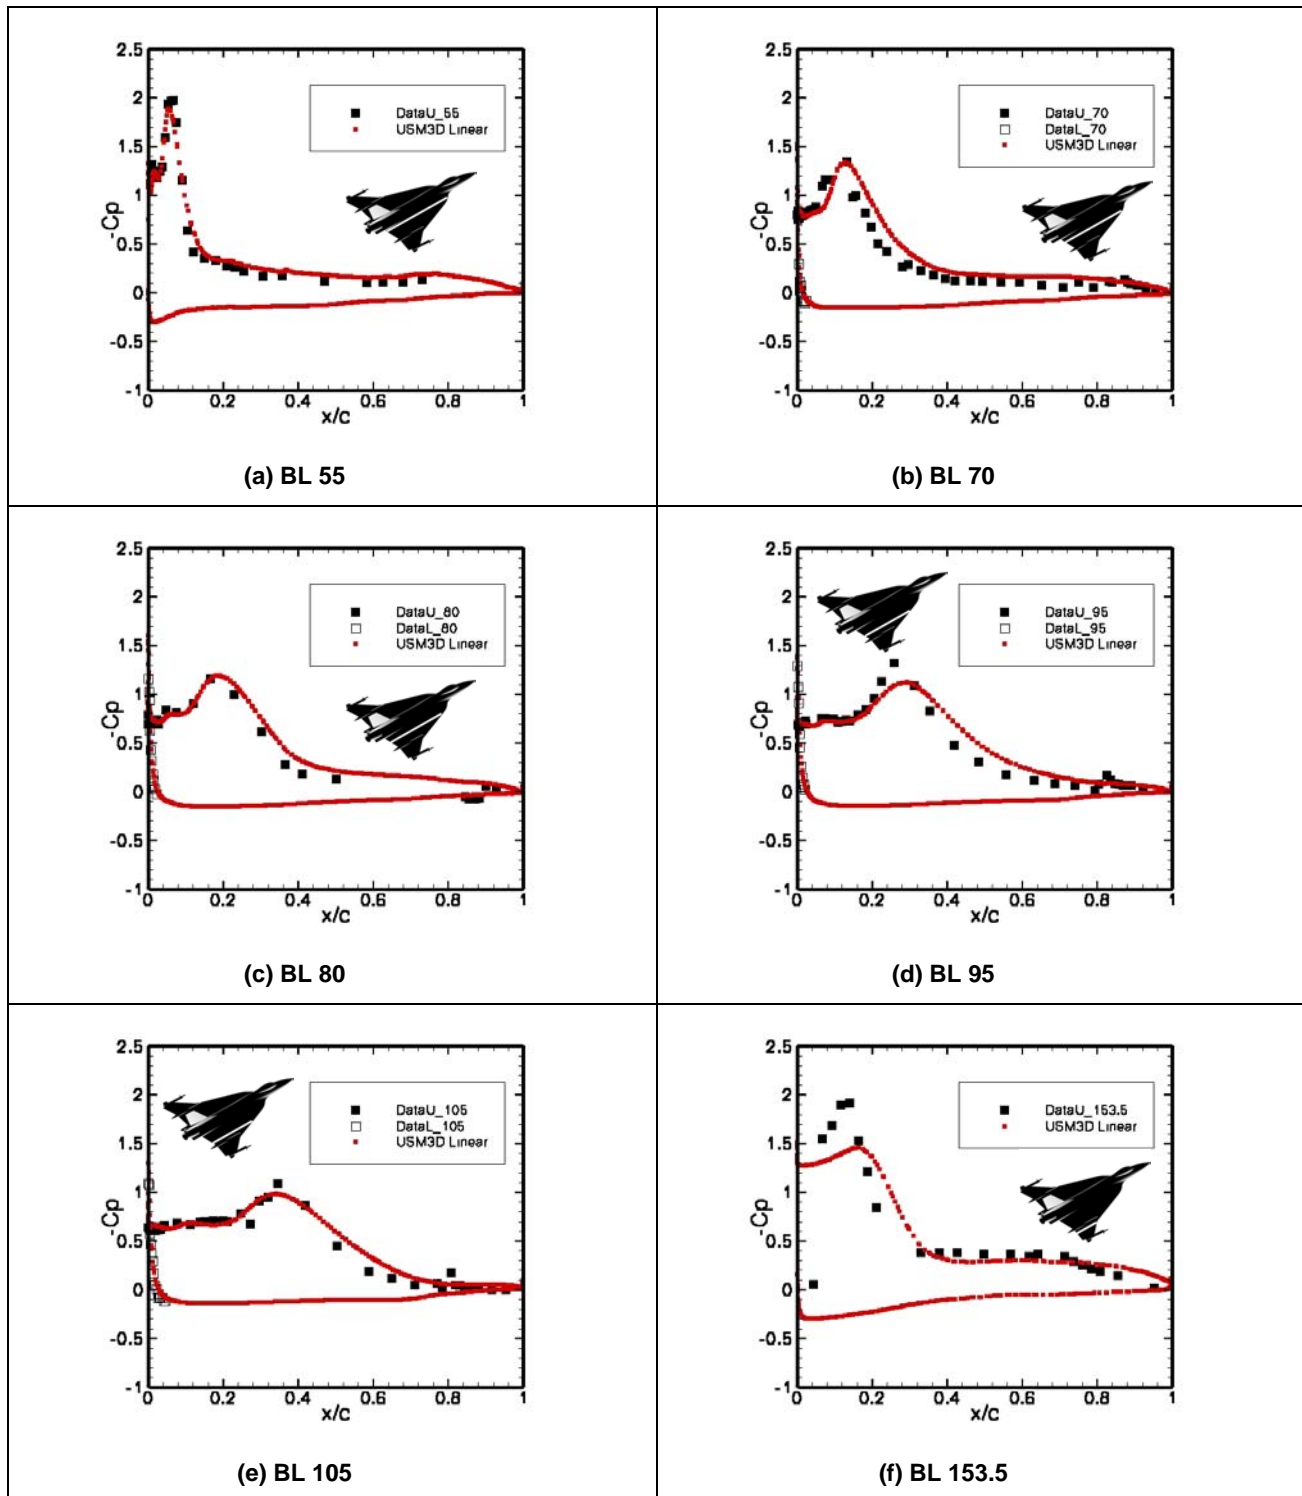 2.5
2
1.5
1
0.5
0
-0.5
-1
-Cp
0 0.2 0.4 0.6 0.8 1
x/c
DataU_55
USM3D Linear
(a) BL 55
2.5
2
1.5
1
0.5
0
-0.5
-1
-Cp
0 0.2 0.4 0.6 0.8 1
x/c
DataU_70
DataL_70
USM3D Linear
(b) BL 70
2.5
2
1.5
1
0.5
0
-0.5
-1
-Cp
0 0.2 0.4 0.6 0.8 1
x/c
DataU_80
DataL_80
USM3D Linear
(c) BL 80
2.5
2
1.5
1
0.5
0
-0.5
-1
-Cp
0 0.2 0.4 0.6 0.8 1
x/c
DataU_95
DataL_95
USM3D Linear
(d) BL 95
2.5
2
1.5
1
0.5
0
-0.5
-1
-Cp
0 0.2 0.4 0.6 0.8 1
x/c
DataU_105
DataL_105
USM3D Linear
(e) BL 105
2.5
2
1.5
1
0.5
0
-0.5
-1
-Cp
0 0.2 0.4 0.6 0.8 1
x/c
DataU_153.5
USM3D Linear
(f) BL 153.5